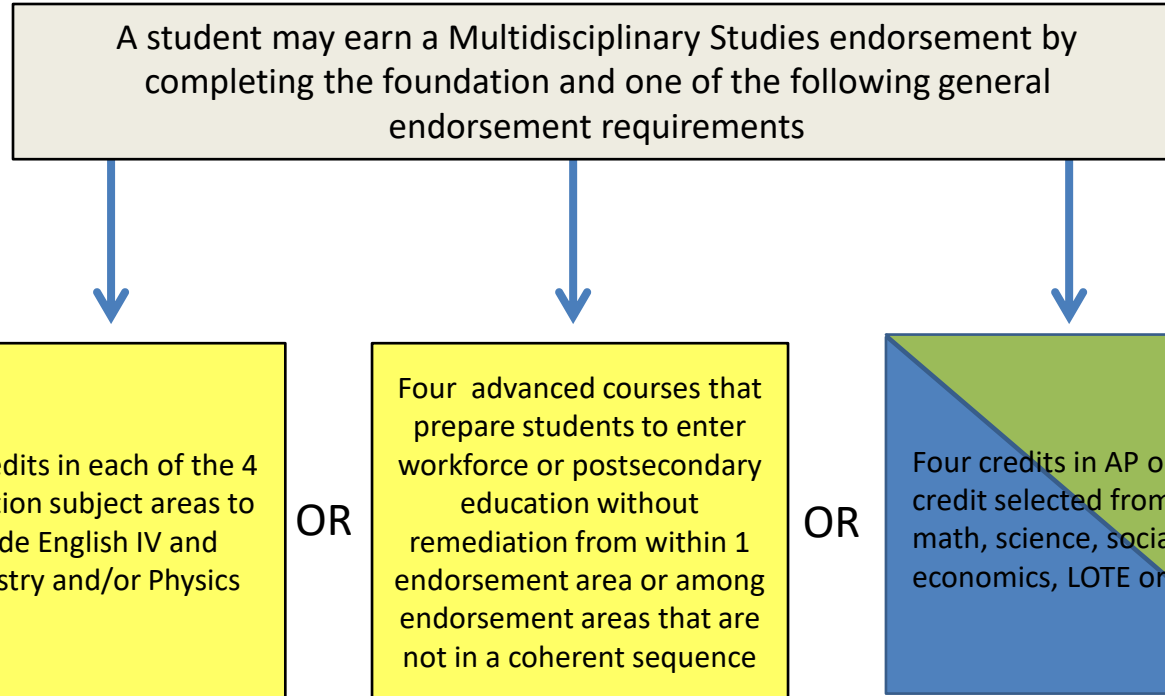 A student may earn a Multidisciplinary Studies endorsement by
completing the foundation and one of the following general
endorsement requirements
edits in each of the 4
tion subject areas to
de English IV and
stry and/or Physics
OR
Four advanced courses that
prepare students to enter
workforce or postsecondary
education without
remediation from within 1
endorsement area or among
endorsement areas that are
not in a coherent sequence
OR
Four credits in AP o
credit selected from
math, science, socia
economics, LOTE or